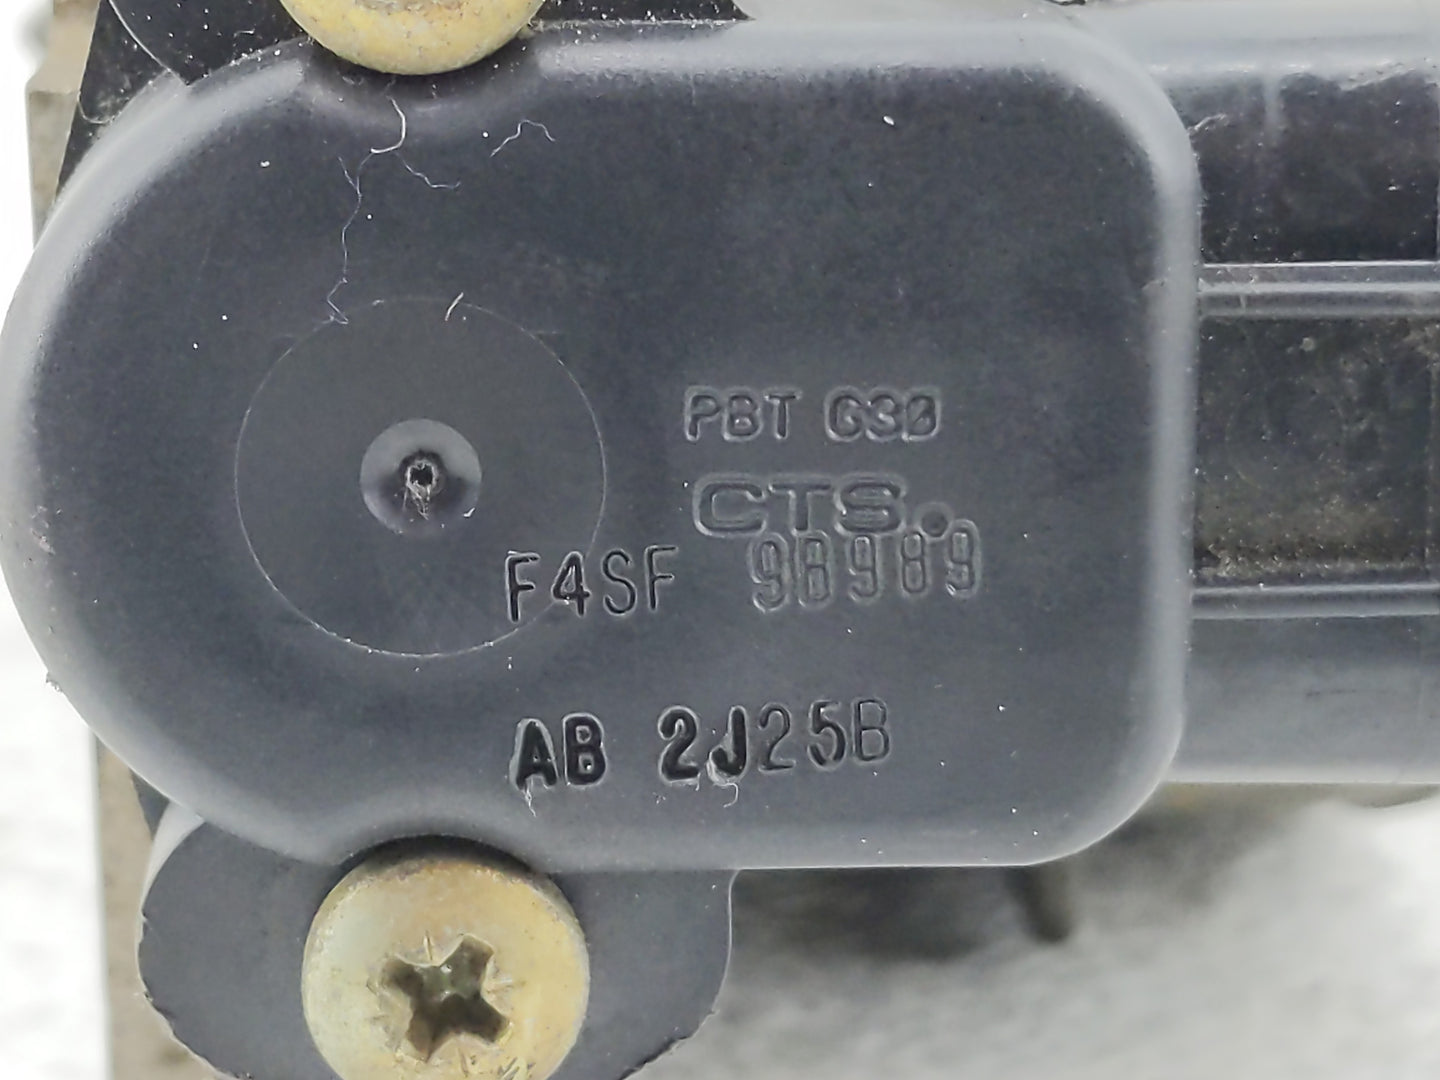 PBT G30
CTS.
F4SF 9B989
AB 2J25B